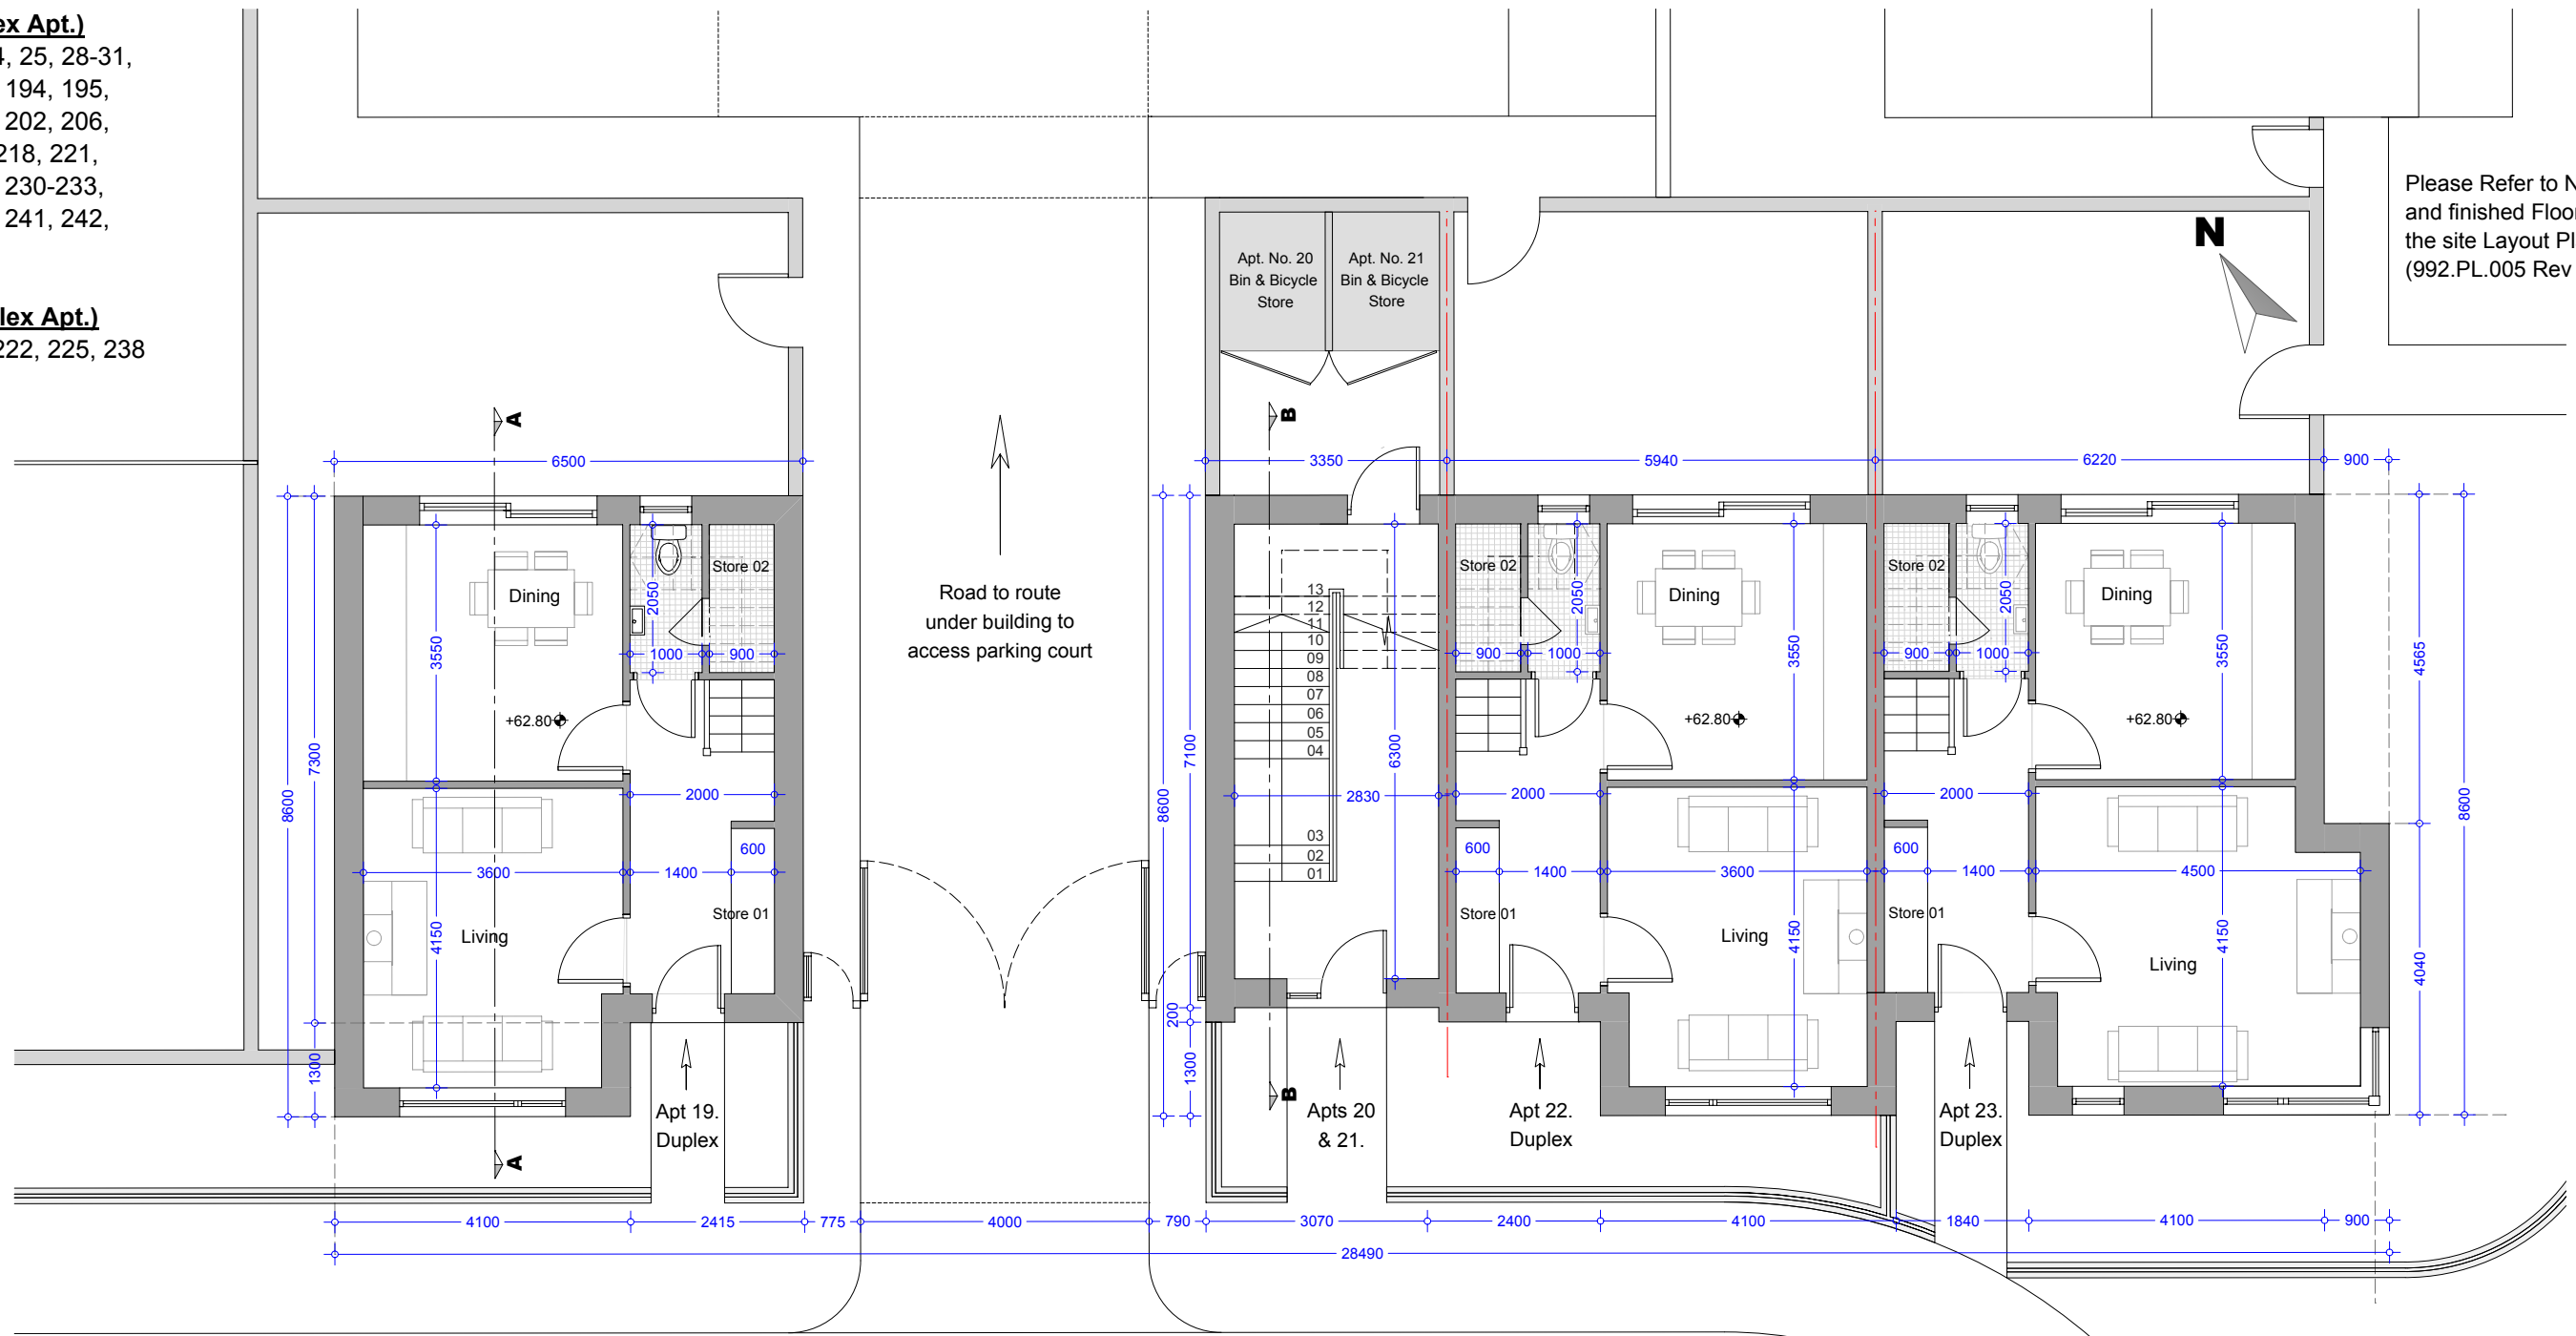 ex Apt.)
4, 25, 28-31,
194, 195,
202, 206,
218, 221,
230-233,
241, 242,
lex Apt.)
222, 225, 238
Please Refer to N
and finished Floor
the site Layout Pl
(992.PL.005 Rev
N
Apt. No. 20
Bin & Bicycle
Store
Apt. No. 21
Bin & Bicycle
Store
A
B
6500
3350
5940
6220
900
Store 02
Dining
2050
1000
900
3550
+62.80
7300
8600
2000
600
3600
1400
Store 01
4150
Living
1300
Apt 19.
Duplex
A
Road to route
under building to
access parking court
8600
7100
200
1300
13
12
11
10
09
08
07
06
05
04
03
02
01
6300
2830
B
Apts 20
& 21.
Store 02
2050
900
1000
Dining
3550
+62.80
2000
600
1400
3600
Store 01
4150
Living
Apt 22.
Duplex
Store 02
2050
900
1000
Dining
3550
+62.80
2000
600
1400
4500
Store 01
4150
Living
Apt 23.
Duplex
4565
8600
4040
4100
2415
775
4000
790
3070
2400
4100
1840
4100
900
28490